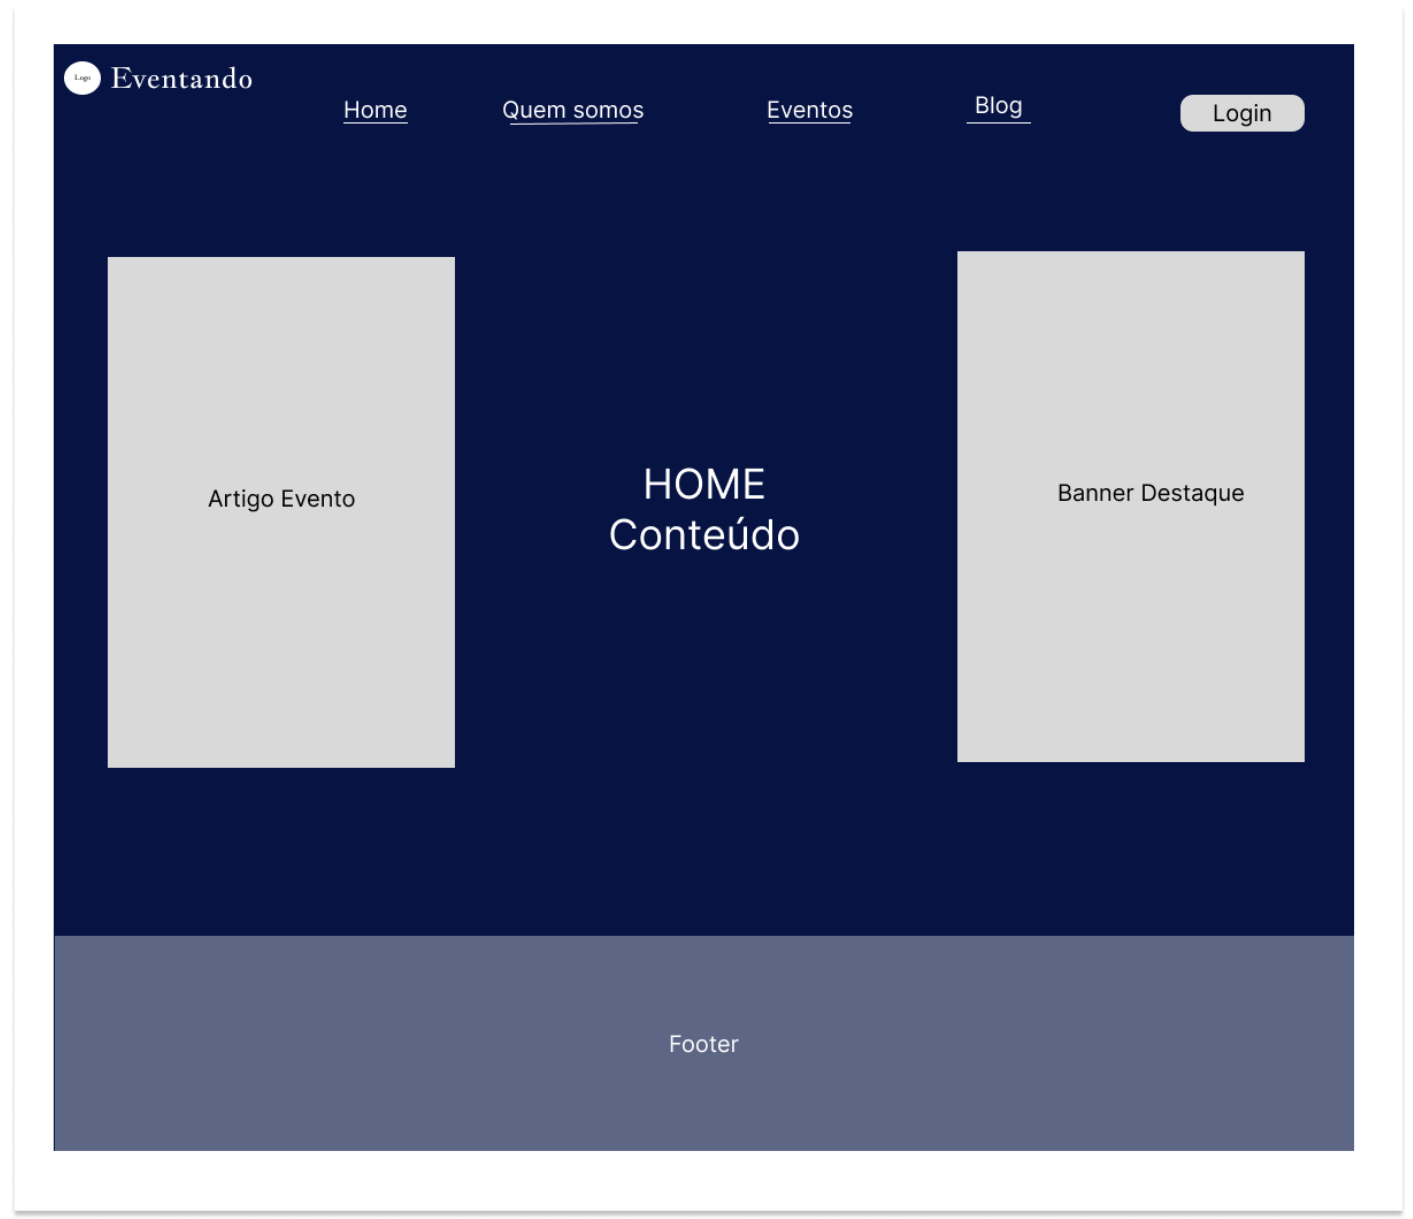 Logo
Eventando
Home
Quem somos
Eventos
Blog
Login
Artigo Evento
HOME
Conteúdo
Banner Destaque
Footer